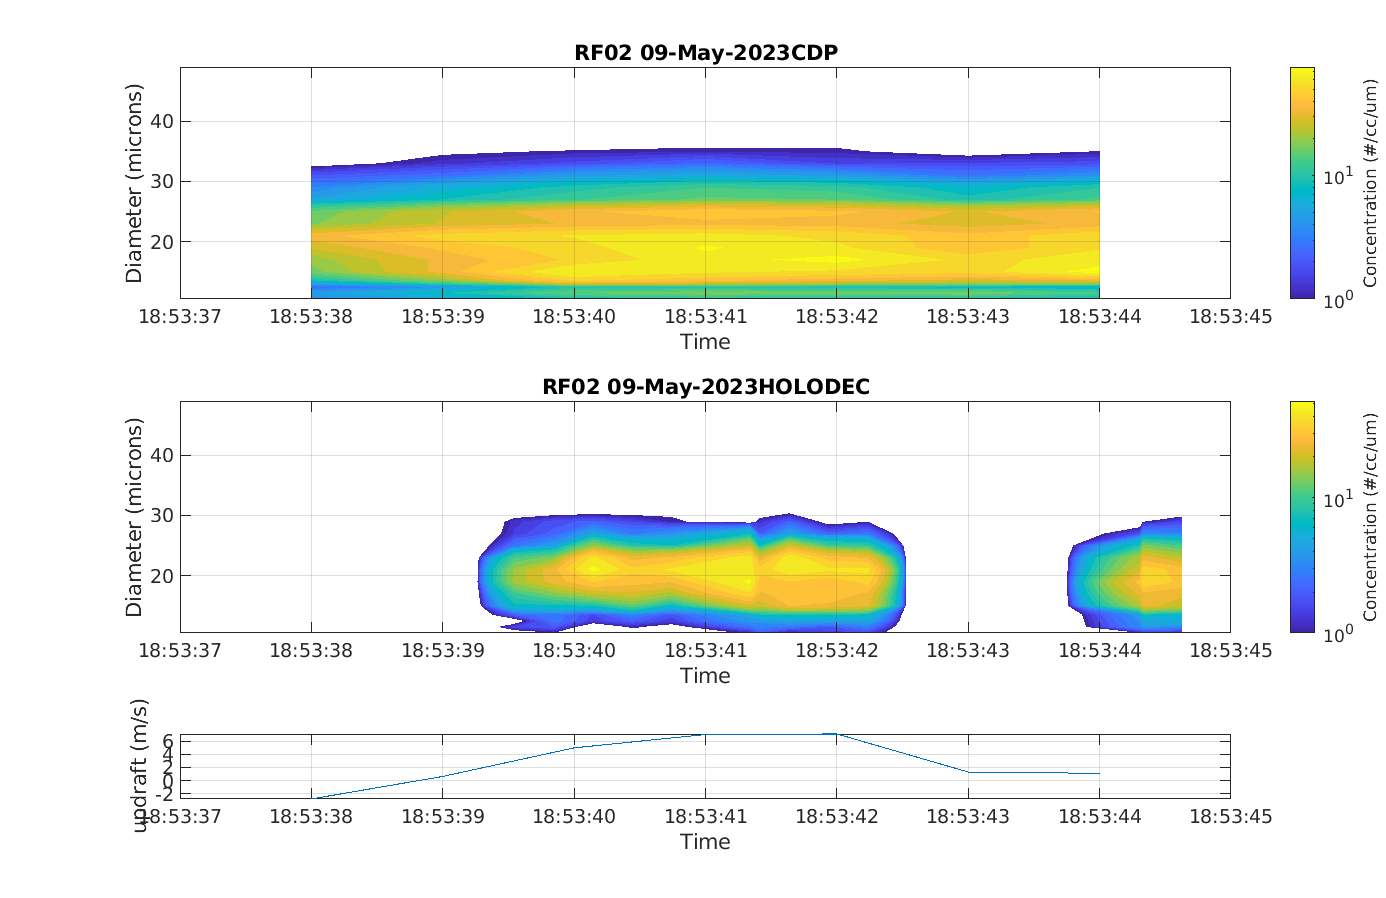 RF02 09-May-2023CDP
Diameter (microns)
40
30
20
18:53:37 18:53:38 18:53:39 18:53:40 18:53:41 18:53:42 18:53:43 18:53:44 18:53:45
Time
10^1
10^0
Concentration (#/cc/um)
RF02 09-May-2023HOLODEC
Diameter (microns)
40
30
20
18:53:37 18:53:38 18:53:39 18:53:40 18:53:41 18:53:42 18:53:43 18:53:44 18:53:45
Time
10^1
10^0
Concentration (#/cc/um)
updraft (m/s)
6
4
2
0
-2
18:53:37 18:53:38 18:53:39 18:53:40 18:53:41 18:53:42 18:53:43 18:53:44 18:53:45
Time